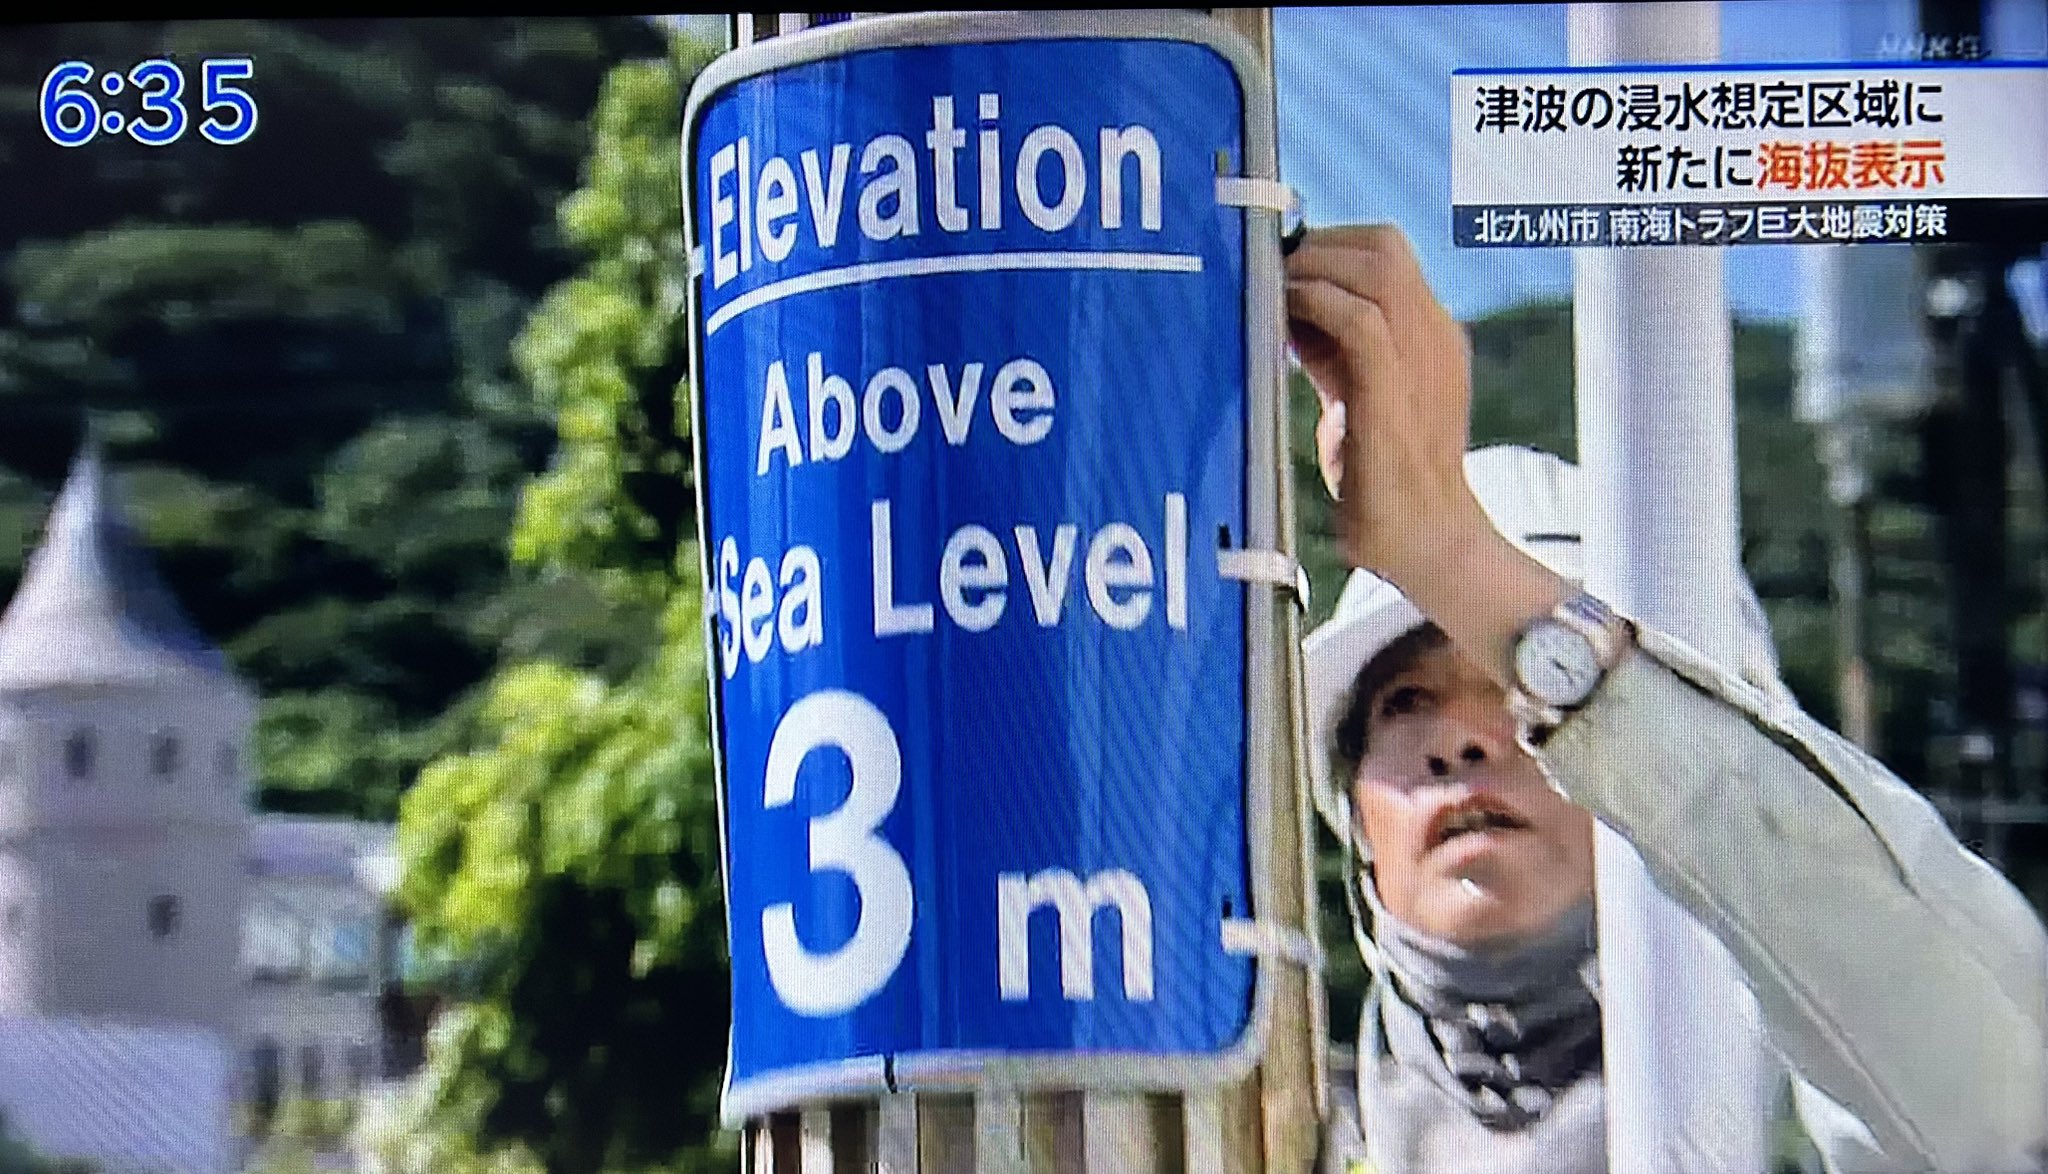 6:35
津波の浸水想定区域に
新たに海抜表示
北九州市 南海トラフ巨大地震対策
Elevation
Above
Sea Level
3 m